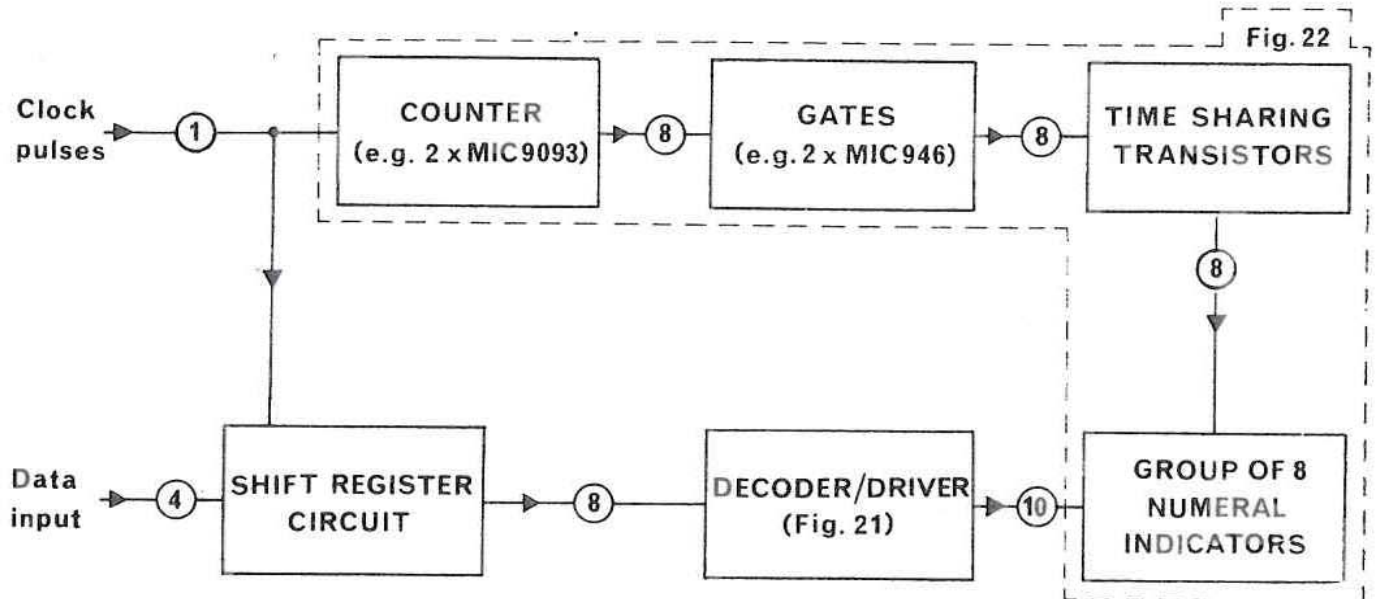 Fig. 22
Clock
pulses
1
COUNTER
(e.g. 2 x MIC9093)
8
GATES
(e.g. 2 x MIC946)
8
TIME SHARING
TRANSISTORS
8
Data
input
4
SHIFT REGISTER
CIRCUIT
8
DECODER/DRIVER
(Fig. 21)
10
GROUP OF 8
NUMERAL
INDICATORS